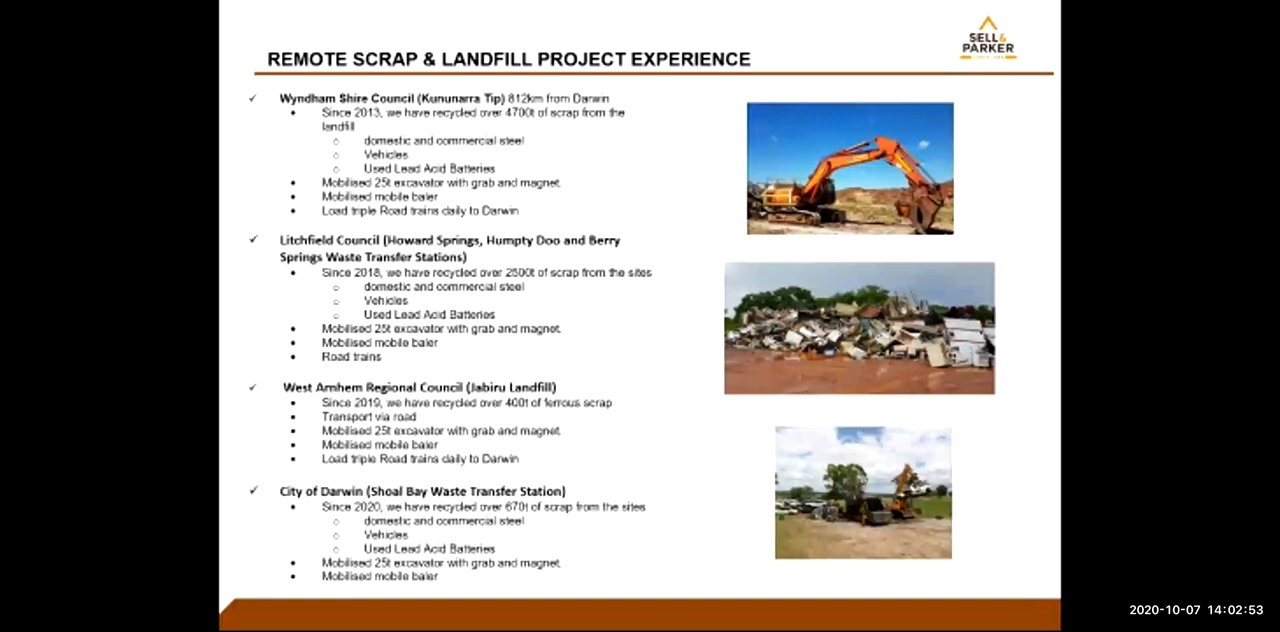 SELL&
PARKER
REMOTE SCRAP & LANDFILL PROJECT EXPERIENCE
✓ Wyndham Shire Council (Kununarra Tip) 812km from Darwin
• Since 2013, we have recycled over 4700t of scrap from the
landfill
○ domestic and commercial steel
○ Vehicles
○ Used Lead Acid Batteries
• Mobilised 25t excavator with grab and magnet.
• Mobilised mobile baler
• Load triple Road trains daily to Darwin
✓ Litchfield Council (Howard Springs, Humpty Doo and Berry
Springs Waste Transfer Stations)
• Since 2018, we have recycled over 2500t of scrap from the sites
○ domestic and commercial steel
○ Vehicles
○ Used Lead Acid Batteries
• Mobilised 25t excavator with grab and magnet.
• Mobilised mobile baler
• Road trains
✓ West Arnhem Regional Council (Jabiru Landfill)
• Since 2019, we have recycled over 400t of ferrous scrap
• Transport via road
• Mobilised 25t excavator with grab and magnet.
• Mobilised mobile baler
• Load triple Road trains daily to Darwin
✓ City of Darwin (Shoal Bay Waste Transfer Station)
• Since 2020, we have recycled over 670t of scrap from the sites
○ domestic and commercial steel
○ Vehicles
○ Used Lead Acid Batteries
• Mobilised 25t excavator with grab and magnet.
• Mobilised mobile baler
2020-10-07 14:02:53